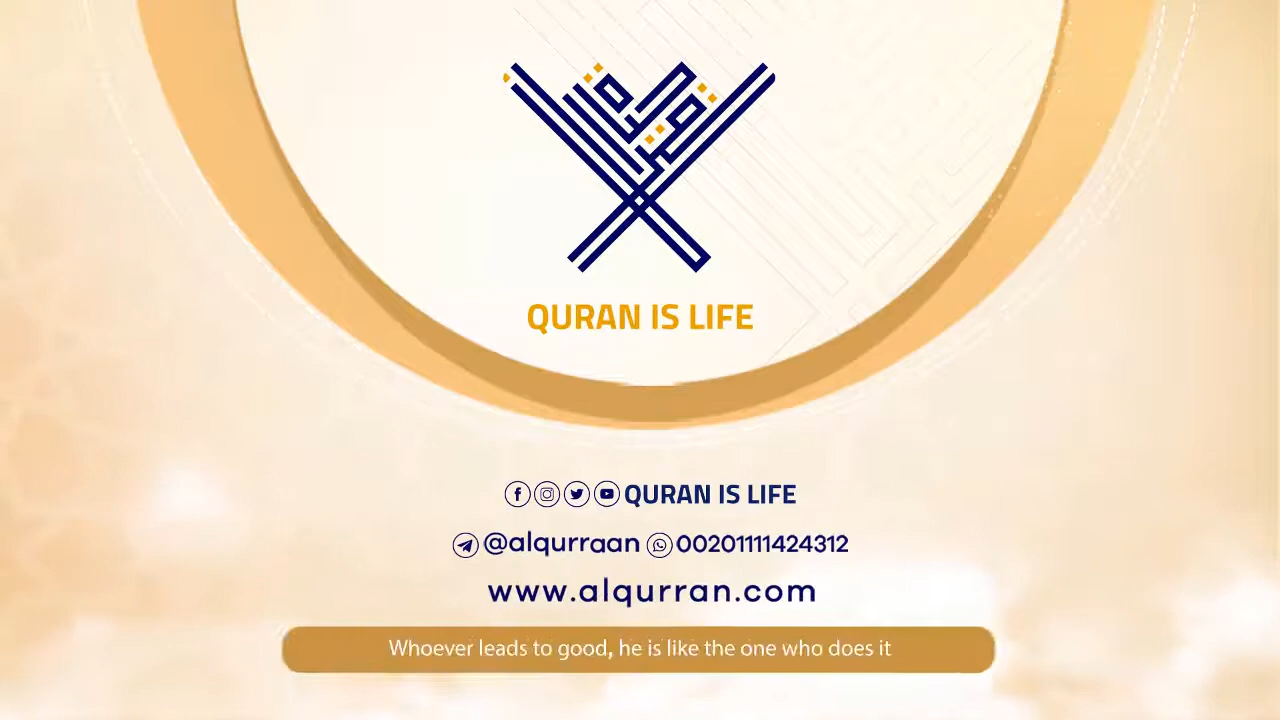 QURAN IS LIFE
QURAN IS LIFE
@alqurraan 00201111424312
www.alqurran.com
Whoever leads to good, he is like the one who does it